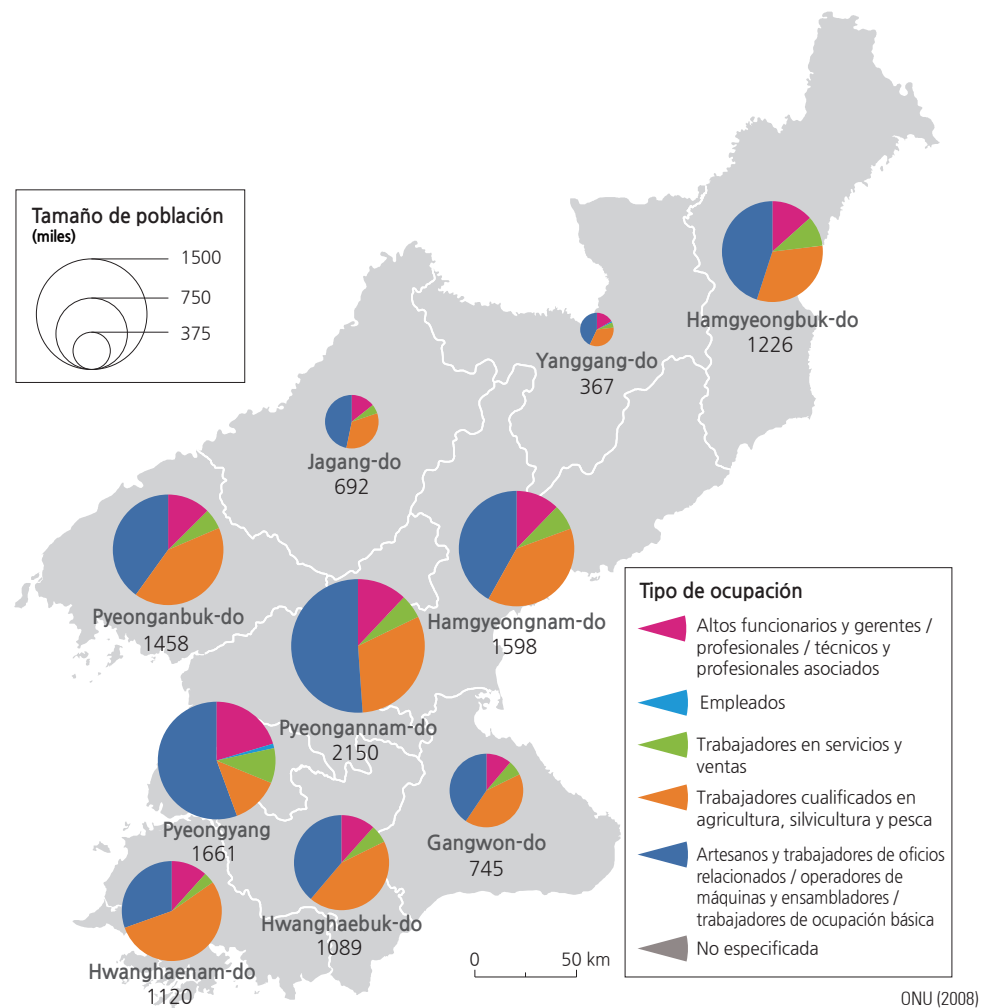 Tamaño de población
(miles)
1500
750
375
Hamgyeongbuk-do
1226
Yanggang-do
367
Jagang-do
692
Pyeonganbuk-do
1458
Hamgyeongnam-do
1598
Pyeongannam-do
2150
Pyeongyang
1661
Gangwon-do
745
Hwanghaebuk-do
1089
Hwanghaenam-do
1120
0 50 km
Tipo de ocupación
Altos funcionarios y gerentes /
profesionales / técnicos y
profesionales asociados
Empleados
Trabajadores en servicios y
ventas
Trabajadores cualificados en
agricultura, silvicultura y pesca
Artesanos y trabajadores de oficios
relacionados / operadores de
máquinas y ensambladores /
trabajadores de ocupación básica
No especificada
ONU (2008)